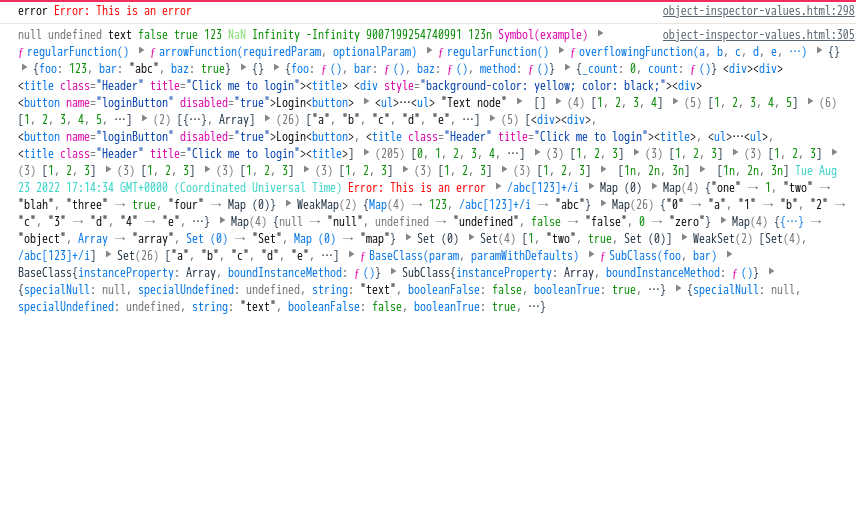 error Error: This is an error object-inspector-values.html:298
null undefined text false true 123 NaN Infinity -Infinity 9007199254740991 123n Symbol(example) ▶ object-inspector-values.html:305
ƒ regularFunction() ▶ ƒ arrowFunction(requiredParam, optionalParam) ▶ ƒ regularFunction() ▶ ƒ overflowingFunction(a, b, c, d, e, …) ▶ {}
▶ {foo: 123, bar: "abc", baz: true} ▶ {} ▶ {foo: ƒ (), bar: ƒ (), baz: ƒ (), method: ƒ ()} ▶ {_count: 0, count: ƒ ()} <div><div>
<title class="Header" title="Click me to login"><title> <div style="background-color: yellow; color: black;"><div>
<button name="loginButton" disabled="true">Login<button> ▶ <ul>…<ul> "Text node" ▶ [] ▶ (4) [1, 2, 3, 4] ▶ (5) [1, 2, 3, 4, 5] ▶ (6)
[1, 2, 3, 4, 5, …] ▶ (2) [{…}, Array] ▶ (26) ["a", "b", "c", "d", "e", …] ▶ (5) [<div><div>,
<button name="loginButton" disabled="true">Login<button>, <title class="Header" title="Click me to login"><title>, <ul>…<ul>,
<title class="Header" title="Click me to login"><title>] ▶ (205) [0, 1, 2, 3, 4, …] ▶ (3) [1, 2, 3] ▶ (3) [1, 2, 3] ▶ (3) [1, 2, 3] ▶
(3) [1, 2, 3] ▶ (3) [1, 2, 3] ▶ (3) [1, 2, 3] ▶ (3) [1, 2, 3] ▶ (3) [1, 2, 3] ▶ (3) [1, 2, 3] ▶ [1n, 2n, 3n] ▶ [1n, 2n, 3n] Tue Aug
23 2022 17:14:34 GMT+0000 (Coordinated Universal Time) Error: This is an error ▶ /abc[123]+/i ▶ Map (0) ▶ Map(4) {"one" → 1, "two" →
"blah", "three" → true, "four" → Map (0)} ▶ WeakMap(2) {Map(4) → 123, /abc[123]+/i → "abc"} ▶ Map(26) {"0" → "a", "1" → "b", "2" →
"c", "3" → "d", "4" → "e", …} ▶ Map(4) {null → "null", undefined → "undefined", false → "false", 0 → "zero"} ▶ Map(4) {{…} →
"object", Array → "array", Set (0) → "Set", Map (0) → "map"} ▶ Set (0) ▶ Set(4) [1, "two", true, Set (0)] ▶ WeakSet(2) [Set(4),
/abc[123]+/i] ▶ Set(26) ["a", "b", "c", "d", "e", …] ▶ ƒ BaseClass(param, paramWithDefaults) ▶ ƒ SubClass(foo, bar) ▶
BaseClass{instanceProperty: Array, boundInstanceMethod: ƒ ()} ▶ SubClass{instanceProperty: Array, boundInstanceMethod: ƒ ()} ▶
{specialNull: null, specialUndefined: undefined, string: "text", booleanFalse: false, booleanTrue: true, …} ▶ {specialNull: null,
specialUndefined: undefined, string: "text", booleanFalse: false, booleanTrue: true, …}